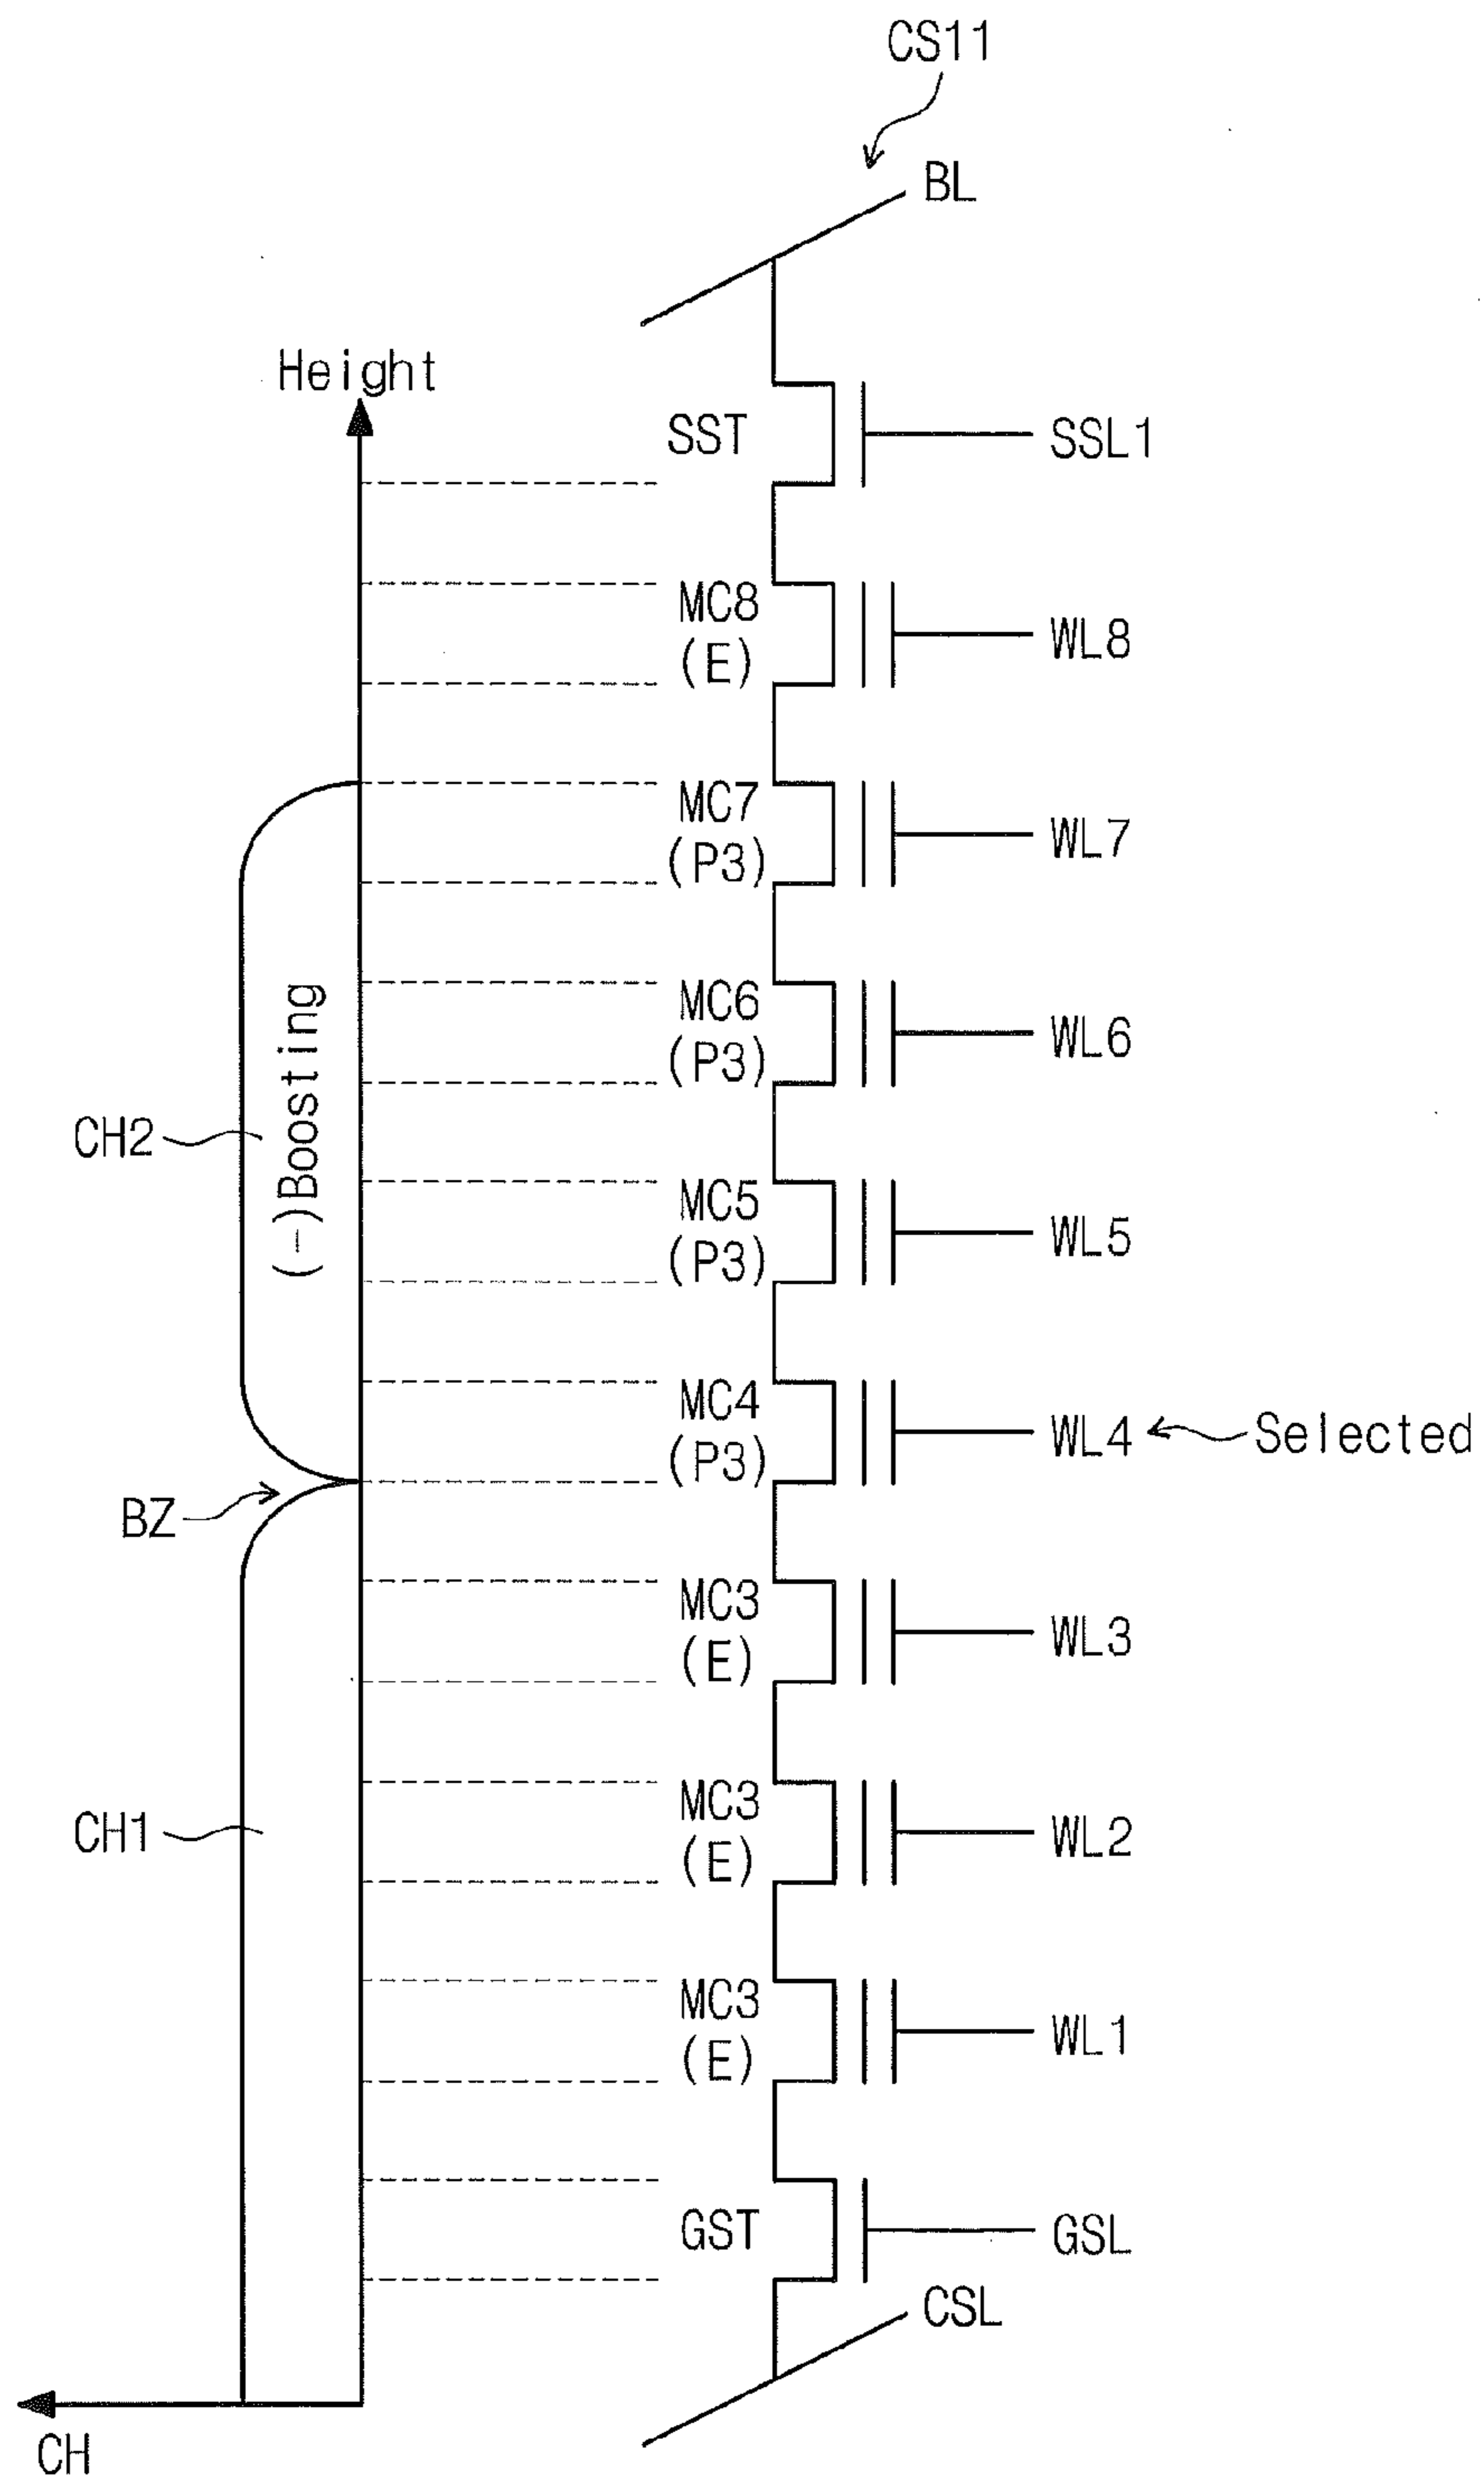 CS11
BL
Height
SST
SSL1
MC8
(E)
WL8
MC7
(P3)
WL7
MC6
(P3)
WL6
(-)Boosting
CH2
MC5
(P3)
WL5
MC4
(P3)
WL4
Selected
BZ
MC3
(E)
WL3
MC3
(E)
WL2
CH1
MC3
(E)
WL1
GST
GSL
CSL
CH